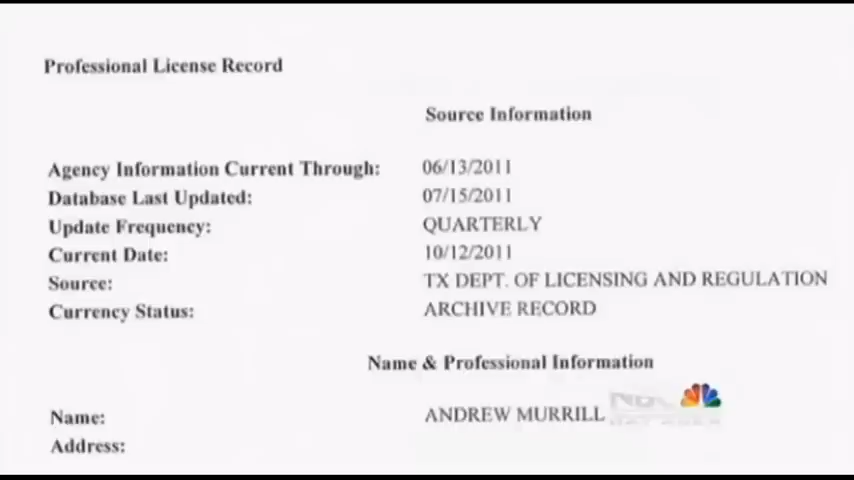 Professional License Record
Source Information
Agency Information Current Through: 06/13/2011
Database Last Updated: 07/15/2011
Update Frequency: QUARTERLY
Current Date: 10/12/2011
Source: TX DEPT. OF LICENSING AND REGULATION
Currency Status: ARCHIVE RECORD
Name & Professional Information
Name: ANDREW MURRILL
Address: